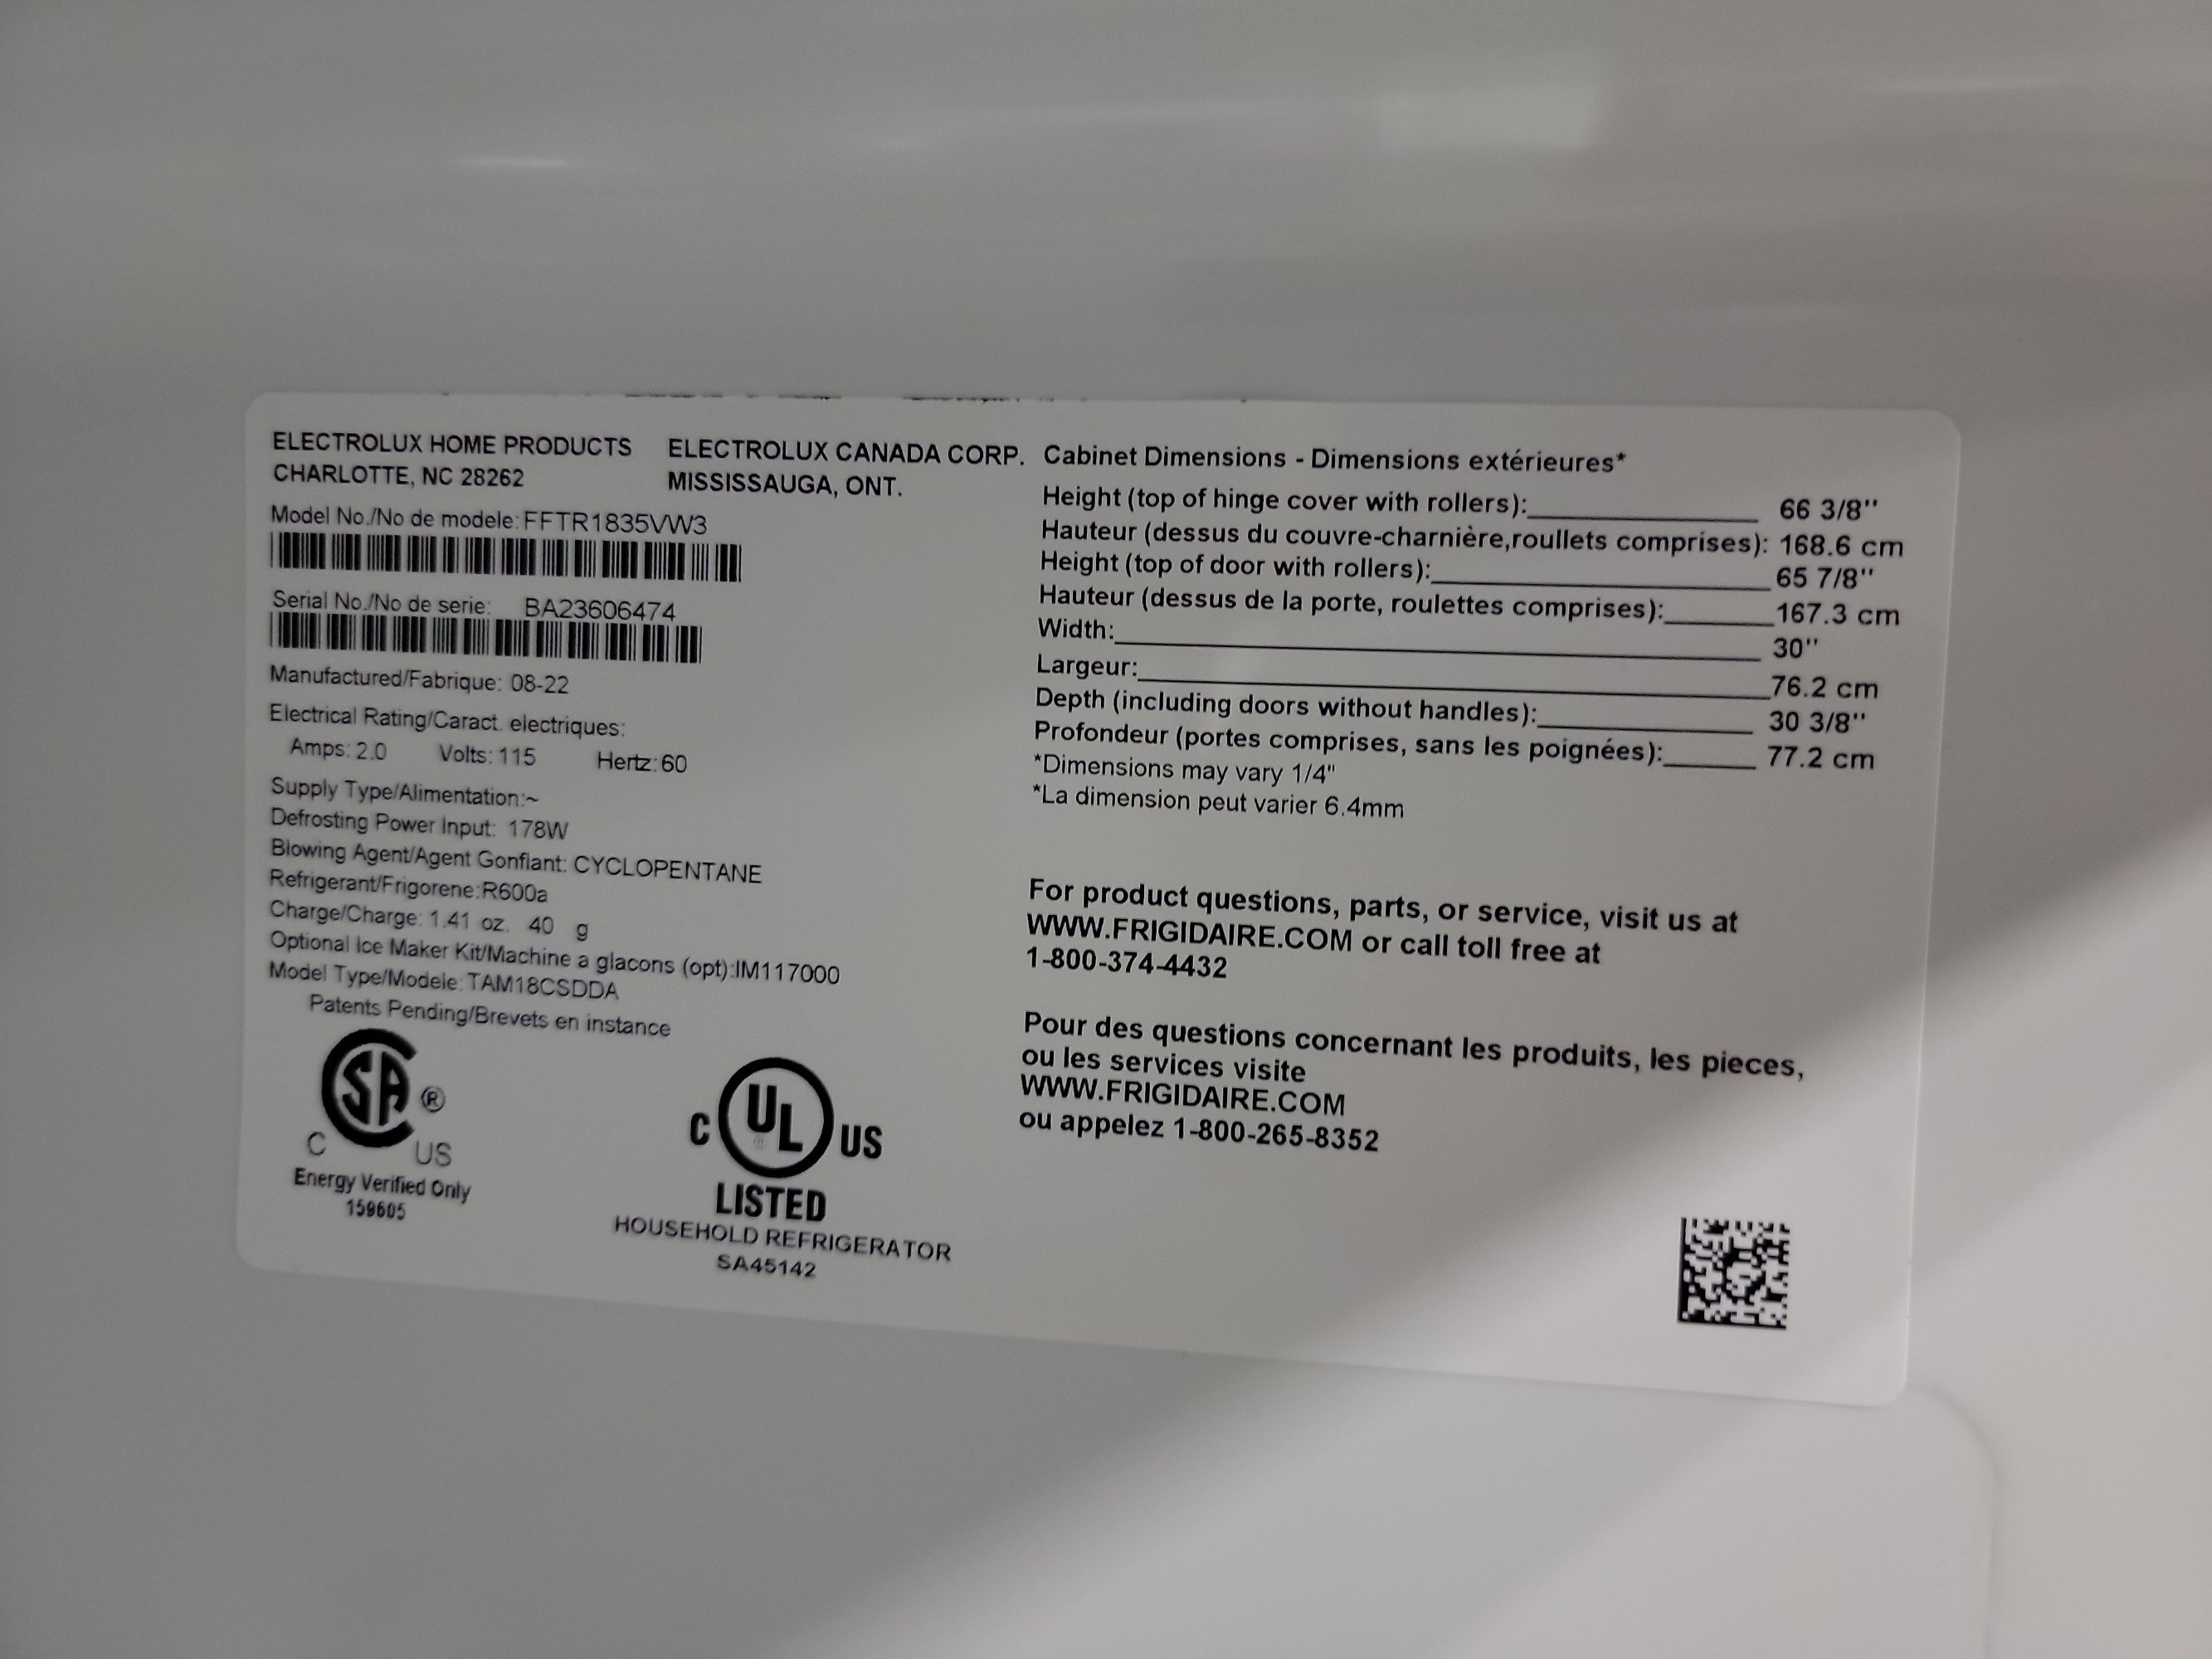 ELECTROLUX HOME PRODUCTS
CHARLOTTE, NC 28262
ELECTROLUX CANADA CORP.
MISSISSAUGA, ONT.
Model No./No de modele: FFTR1835VW3
Serial No./No de serie: BA23606474
Manufactured/Fabrique: 08-22
Electrical Rating/Caract. electriques:
Amps: 2.0 Volts: 115 Hertz: 60
Supply Type/Alimentation:~
Defrosting Power Input: 178W
Blowing Agent/Agent Gonflant: CYCLOPENTANE
Refrigerant/Frigorene:R600a
Charge/Charge: 1.41 oz. 40 g
Optional Ice Maker Kit/Machine a glacons (opt):IM117000
Model Type/Modele: TAM18CSDDA
Patents Pending/Brevets en instance
SA ®
C US
Energy Verified Only
159605
C UL ® US
LISTED
HOUSEHOLD REFRIGERATOR
SA45142
Cabinet Dimensions - Dimensions extérieures*
Height (top of hinge cover with rollers): 66 3/8''
Hauteur (dessus du couvre-charnière,roullets comprises): 168.6 cm
Height (top of door with rollers): 65 7/8''
Hauteur (dessus de la porte, roulettes comprises): 167.3 cm
Width: 30''
Largeur: 76.2 cm
Depth (including doors without handles): 30 3/8''
Profondeur (portes comprises, sans les poignées): 77.2 cm
*Dimensions may vary 1/4"
*La dimension peut varier 6.4mm
For product questions, parts, or service, visit us at
WWW.FRIGIDAIRE.COM or call toll free at
1-800-374-4432
Pour des questions concernant les produits, les pieces,
ou les services visite
WWW.FRIGIDAIRE.COM
ou appelez 1-800-265-8352